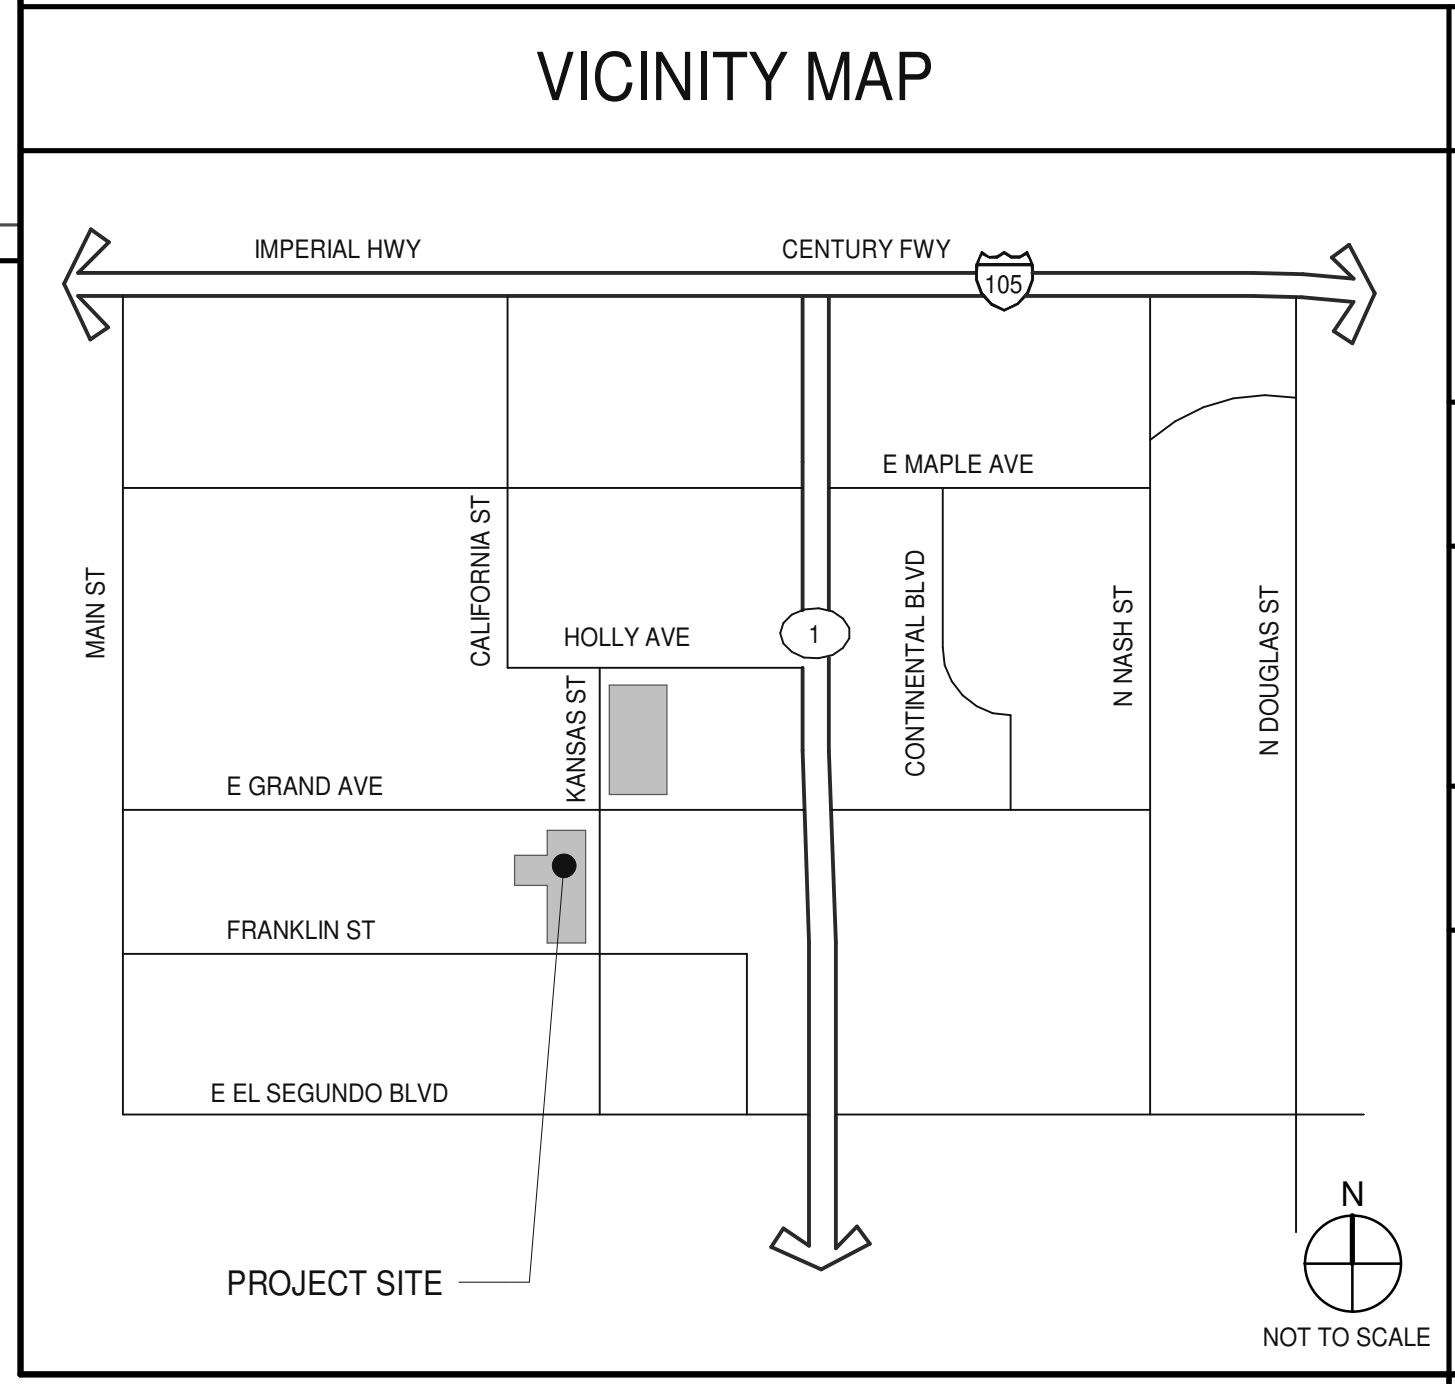 VICINITY MAP
IMPERIAL HWY
CENTURY FWY
105
E MAPLE AVE
CALIFORNIA ST
MAIN ST
HOLLY AVE
1
CONTINENTAL BLVD
N NASH ST
N DOUGLAS ST
KANSAS ST
E GRAND AVE
FRANKLIN ST
E EL SEGUNDO BLVD
N
PROJECT SITE
NOT TO SCALE